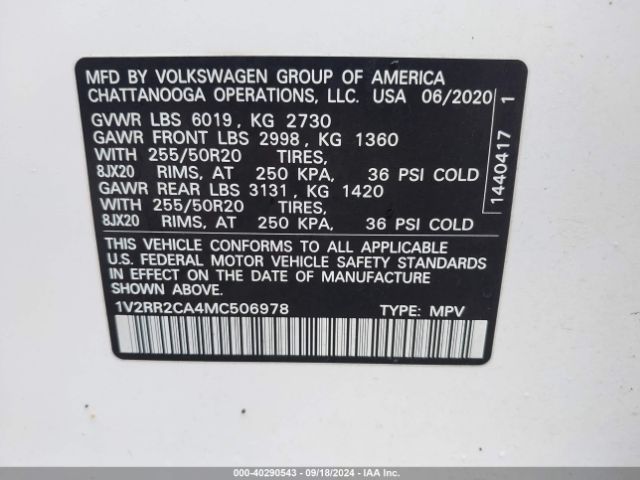 MFD BY VOLKSWAGEN GROUP OF AMERICA
CHATTANOOGA OPERATIONS, LLC. USA 06/2020
GVWR LBS 6019, KG 2730
GAWR FRONT LBS 2998, KG 1360
WITH 255/50R20 TIRES,
8JX20 RIMS, AT 250 KPA, 36 PSI COLD
GAWR REAR LBS 3131, KG 1420
WITH 255/50R20 TIRES,
8JX20 RIMS, AT 250 KPA, 36 PSI COLD
1440417 1
THIS VEHICLE CONFORMS TO ALL APPLICABLE
U.S. FEDERAL MOTOR VEHICLE SAFETY STANDARDS
IN EFFECT ON THE DATE OF MANUFACTURE
SHOWN ABOVE.
1V2RR2CA4MC506978 TYPE: MPV
000-40290543 / 09/18/2024 / IAA Inc.